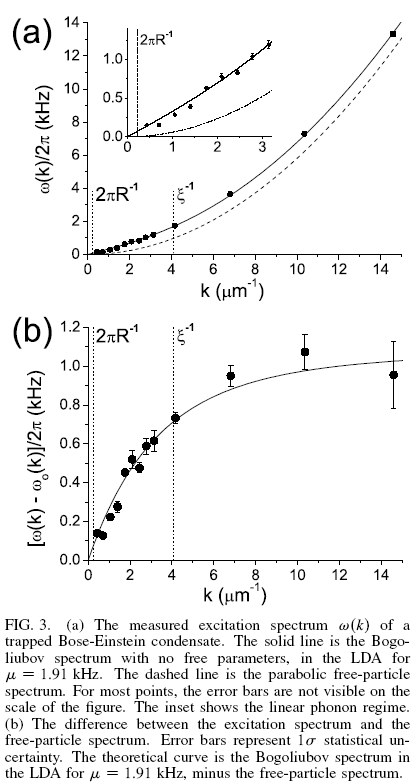 (a)
14
12
10
8
6
4
2
0
ω(k)/2π (kHz)
1.0
0.5
0.0
2πR⁻¹
0 1 2 3
2πR⁻¹
ξ⁻¹
0 2 4 6 8 10 12 14
k (μm⁻¹)
(b)
1.2
1.0
0.8
0.6
0.4
0.2
0.0
[ω(k) - ω₀(k)]/2π (kHz)
2πR⁻¹
ξ⁻¹
0 2 4 6 8 10 12 14
k (μm⁻¹)
FIG. 3. (a) The measured excitation spectrum ω(k) of a
trapped Bose-Einstein condensate. The solid line is the Bogo-
liubov spectrum with no free parameters, in the LDA for
μ = 1.91 kHz. The dashed line is the parabolic free-particle
spectrum. For most points, the error bars are not visible on the
scale of the figure. The inset shows the linear phonon regime.
(b) The difference between the excitation spectrum and the
free-particle spectrum. Error bars represent 1σ statistical un-
certainty. The theoretical curve is the Bogoliubov spectrum in
the LDA for μ = 1.91 kHz, minus the free-particle spectrum.